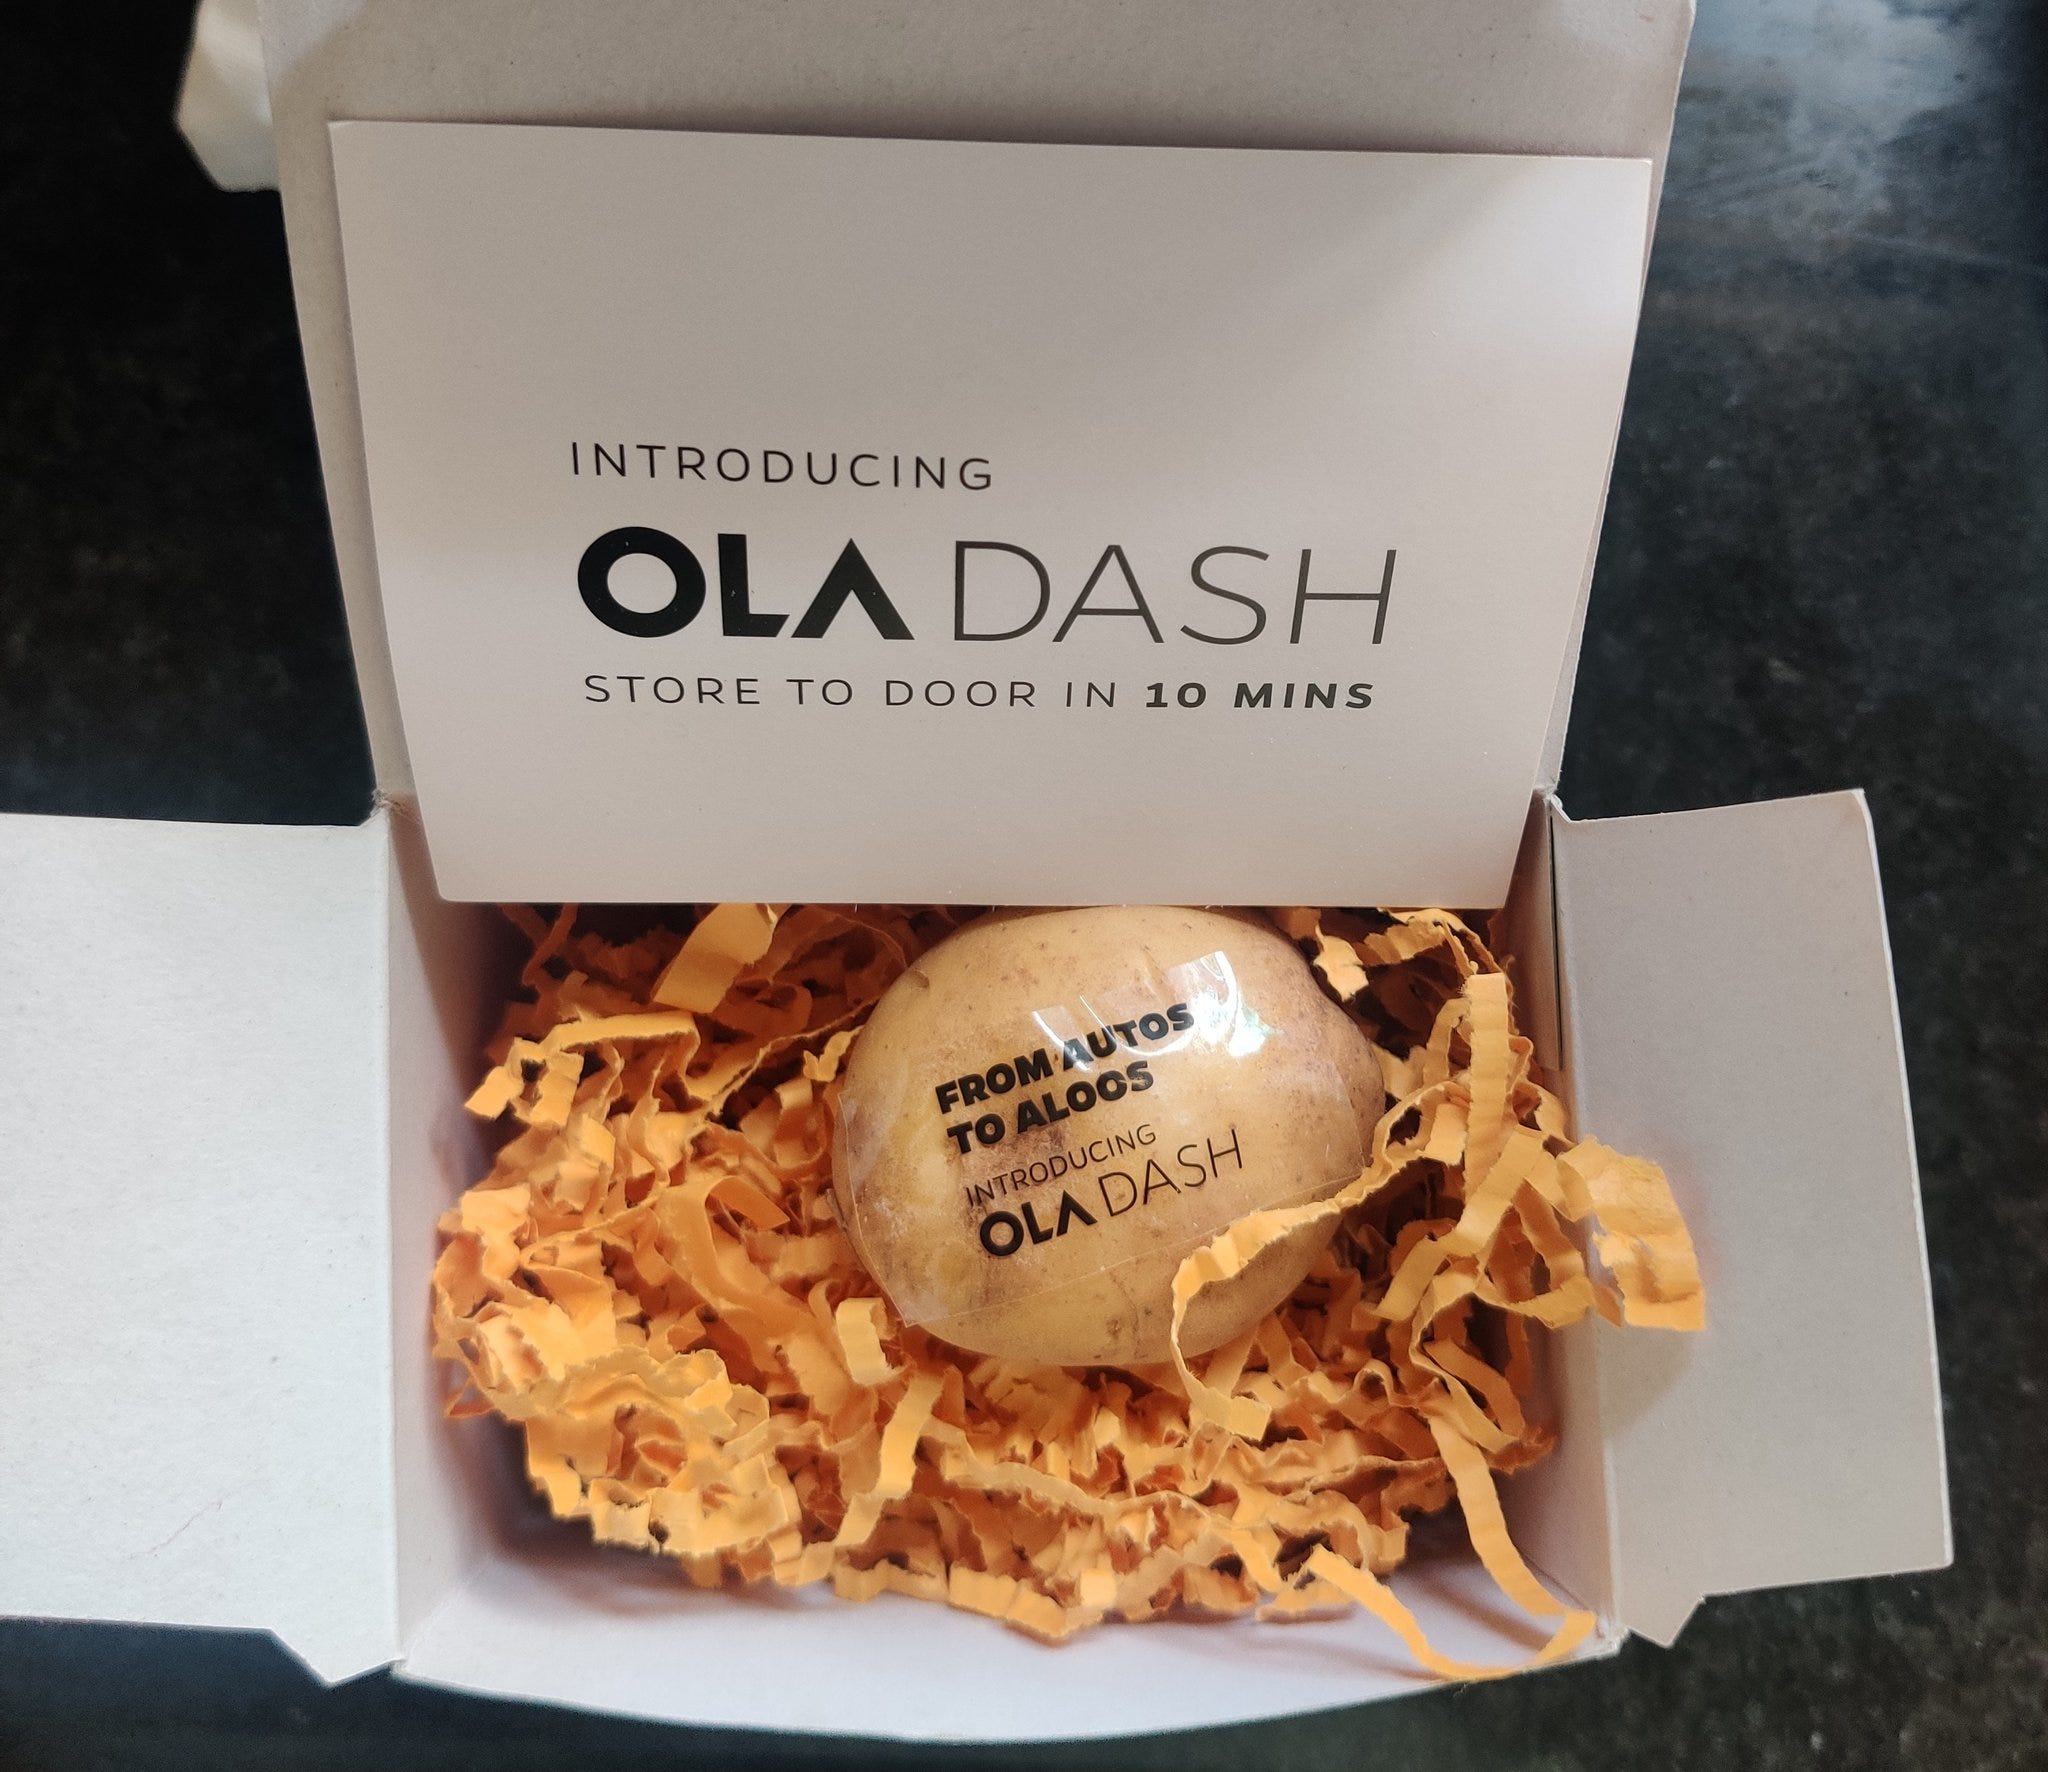 INTRODUCING
OLA DASH
STORE TO DOOR IN 10 MINS
FROM AUTOS
TO ALOOS
INTRODUCING
OLA DASH